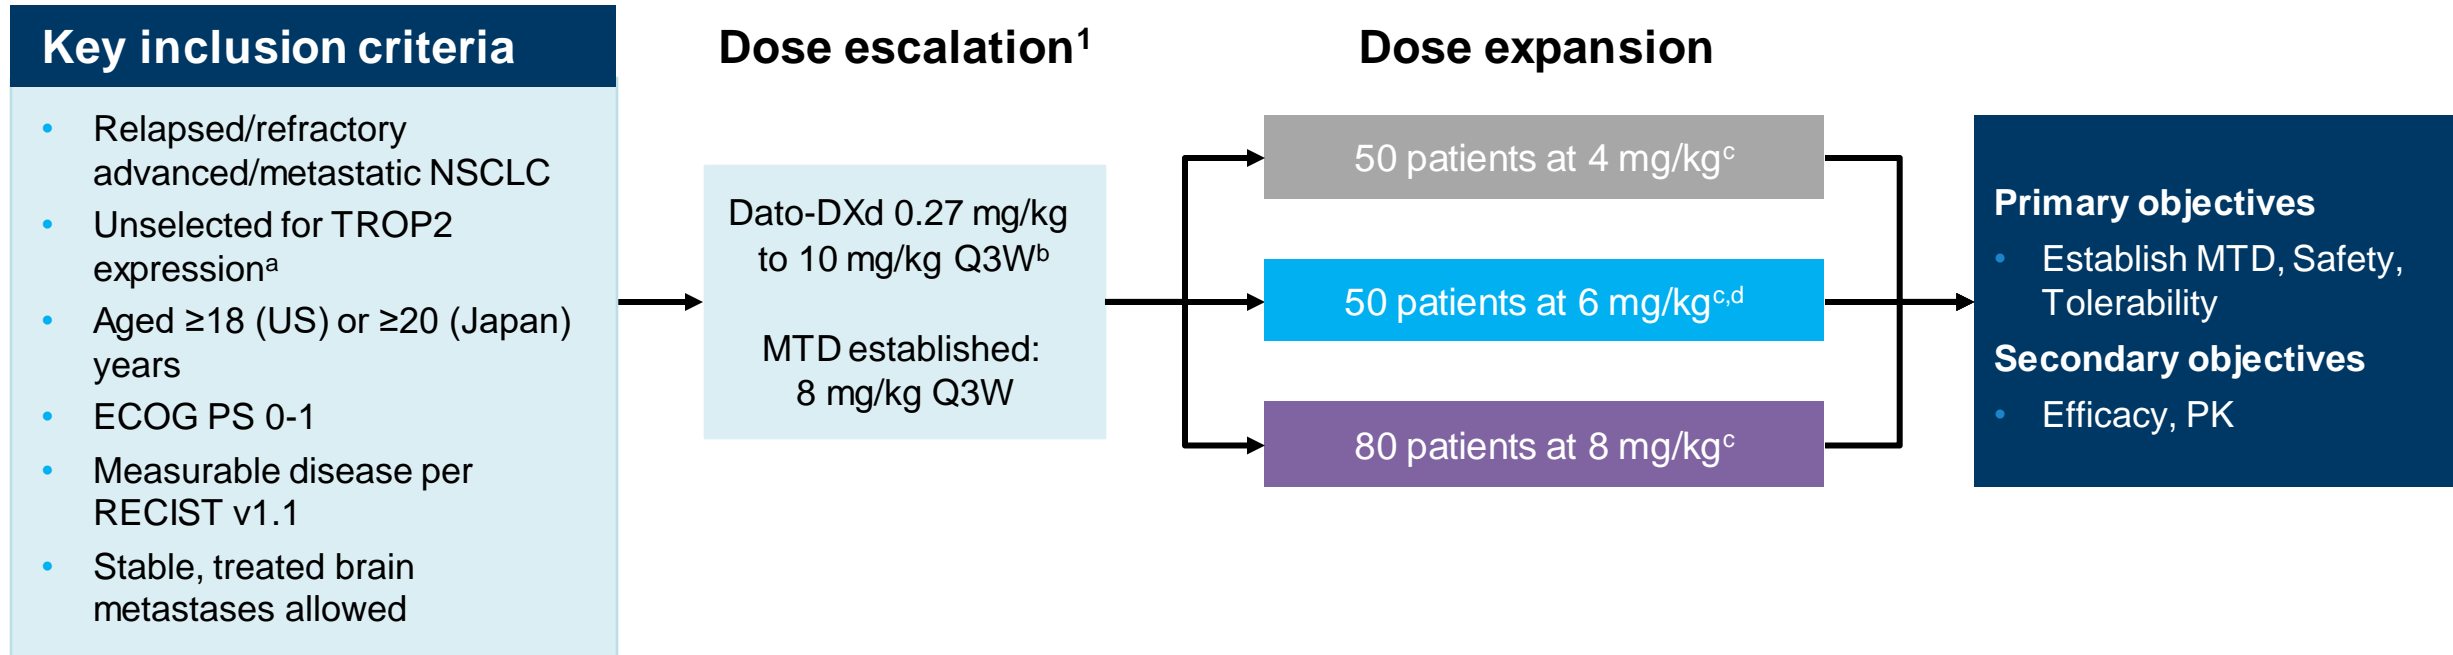 Key inclusion criteria
• Relapsed/refractory
advanced/metastatic NSCLC
• Unselected for TROP2
expressionᵃ
• Aged ≥18 (US) or ≥20 (Japan)
years
• ECOG PS 0-1
• Measurable disease per
RECIST v1.1
• Stable, treated brain
metastases allowed
Dose escalation¹
Dato-DXd 0.27 mg/kg
to 10 mg/kg Q3Wᵇ
MTD established:
8 mg/kg Q3W
Dose expansion
50 patients at 4 mg/kgᶜ
50 patients at 6 mg/kgᶜ,ᵈ
80 patients at 8 mg/kgᶜ
Primary objectives
• Establish MTD, Safety,
Tolerability
Secondary objectives
• Efficacy, PK